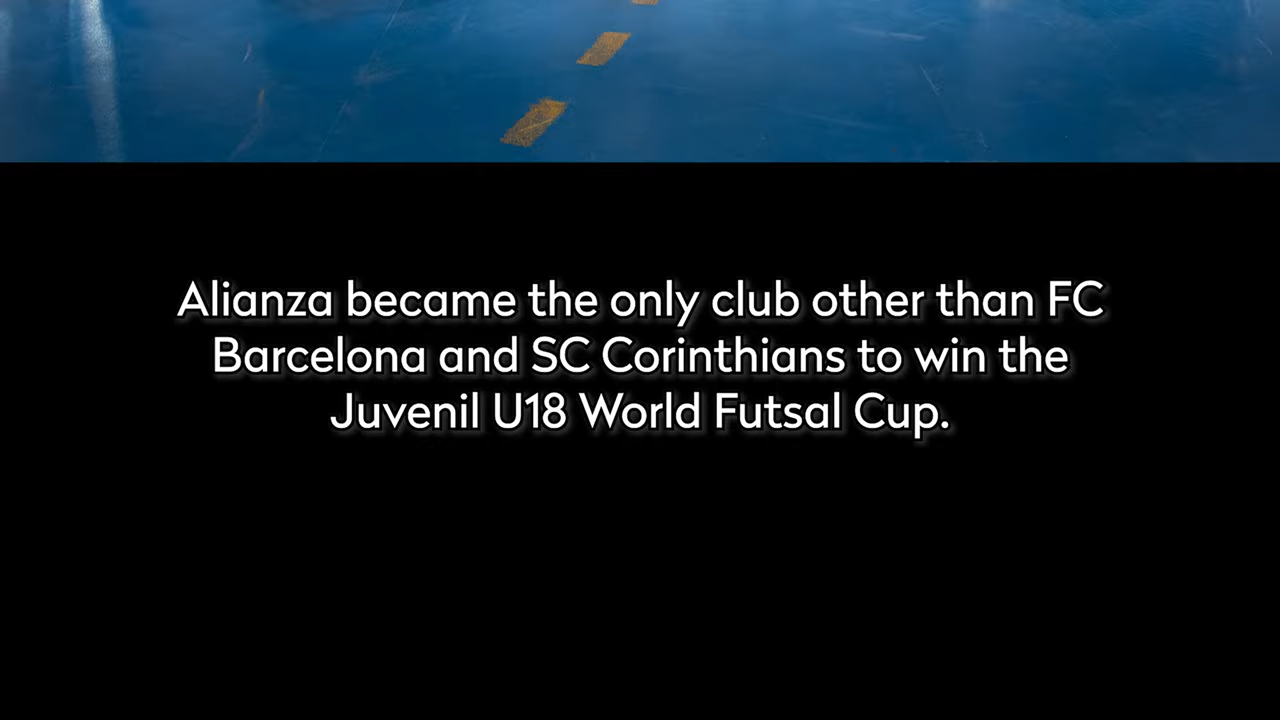 Alianza became the only club other than FC
Barcelona and SC Corinthians to win the
Juvenil U18 World Futsal Cup.